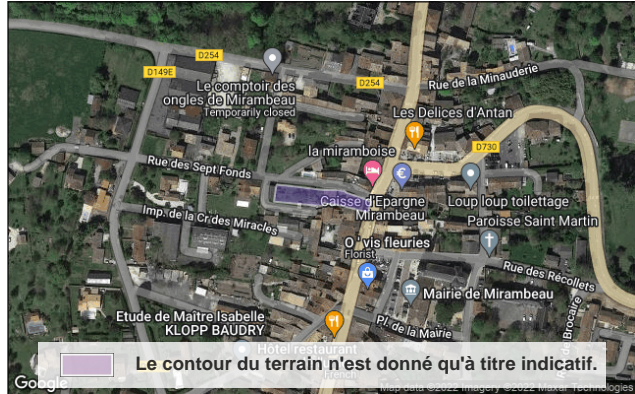 D254
D149E
Le comptoir des
ongles de Mirambeau
Temporarily closed
D254
Rue de la Minauderie
Les Delices d'Antan
la miramboise
D730
Rue des Sept Fonds
Caisse d'Epargne
Mirambeau
Loup loup toilettage
Imp. de la Cr des Miracles
Paroisse Saint Martin
O' vis fleuries
Florist
Rue des Récollets
Mairie de Mirambeau
Etude de Maître Isabelle
KLOPP BAUDRY
Pl. de la Mairie
Brocaire
Hôtel restaurant
French
Le contour du terrain n'est donné qu'à titre indicatif.
Google
Map data ©2022 Imagery ©2022 Maxar Technologies